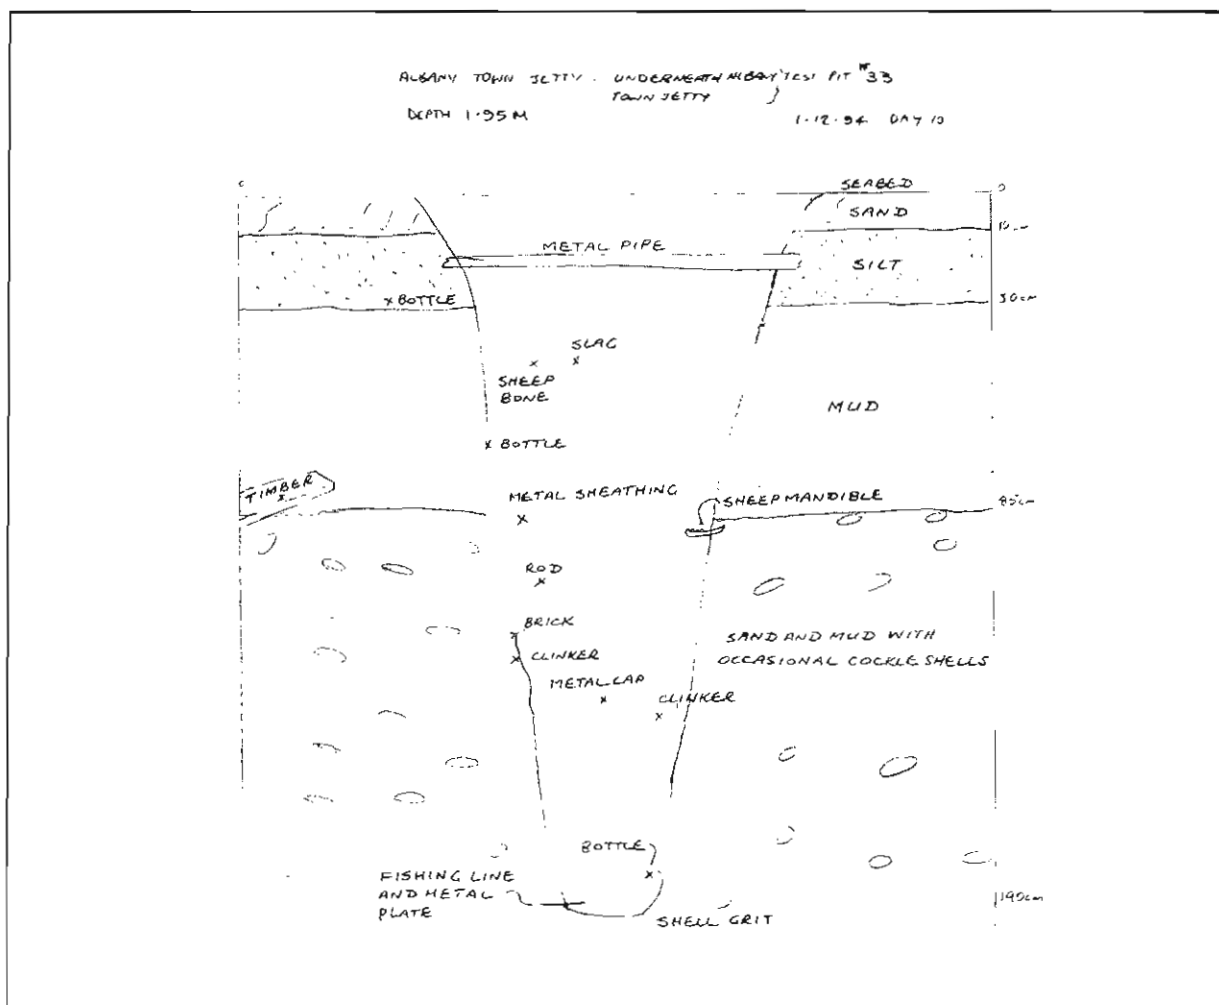 ALBANY TOWN JETTY. UNDERNEATH ALBANY TEST PIT #33
TOWN JETTY
DEPTH 1.95 M
1.12.94 DAY 10
SEABED
0
SAND
10cm
METAL PIPE
SILT
x BOTTLE
30cm
SLAG
x x
SHEEP
BONE
MUD
x BOTTLE
TIMBER
x
METAL SHEATHING
x
SHEEP MANDIBLE
85cm
ROD
x
x BRICK
x CLINKER
SAND AND MUD WITH
OCCASIONAL COCKLE SHELLS
METAL CAP
x
CLINKER
x
BOTTLE
x
FISHING LINE
AND METAL
PLATE
SHELL GRIT
195cm